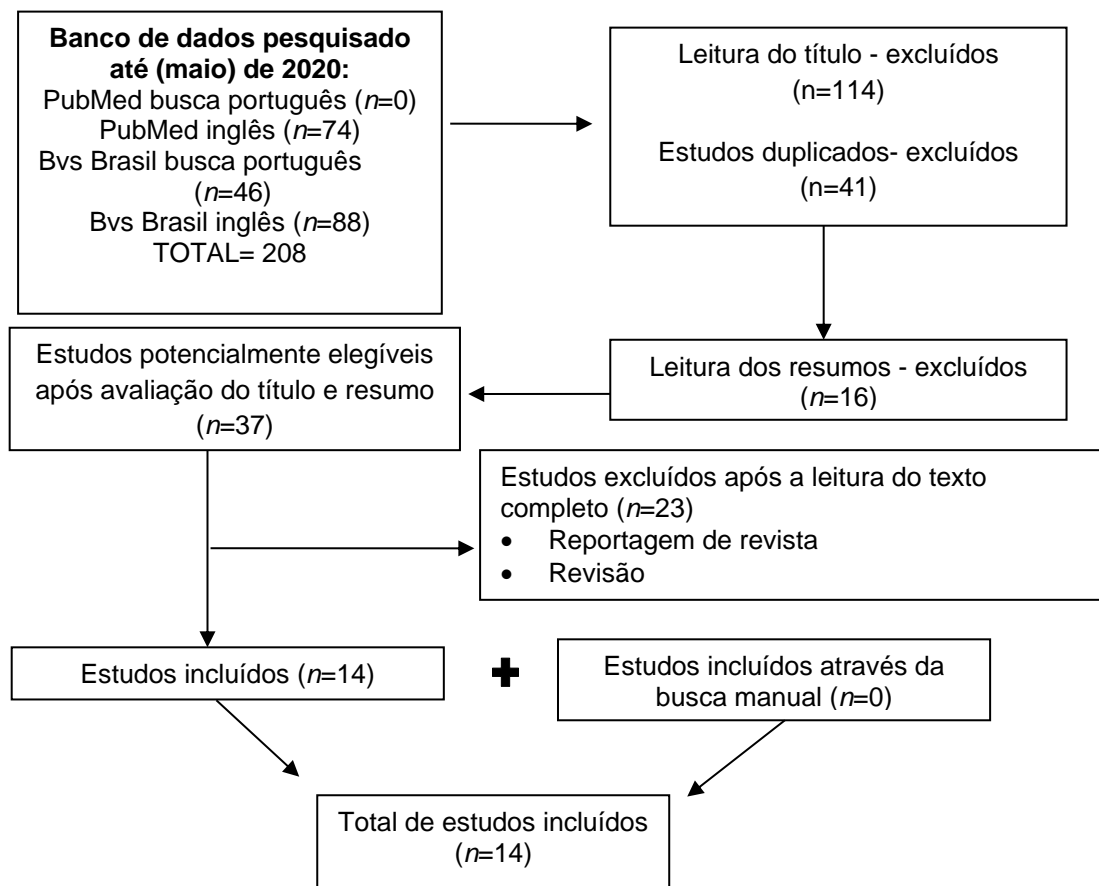 Banco de dados pesquisado
até (maio) de 2020:
PubMed busca português (n=0)
PubMed inglês (n=74)
Bvs Brasil busca português
(n=46)
Bvs Brasil inglês (n=88)
TOTAL= 208
Leitura do título - excluídos
(n=114)
Estudos duplicados- excluídos
(n=41)
Leitura dos resumos - excluídos
(n=16)
Estudos potencialmente elegíveis
após avaliação do título e resumo
(n=37)
Estudos excluídos após a leitura do texto
completo (n=23)
• Reportagem de revista
• Revisão
Estudos incluídos (n=14)
Estudos incluídos através da
busca manual (n=0)
Total de estudos incluídos
(n=14)